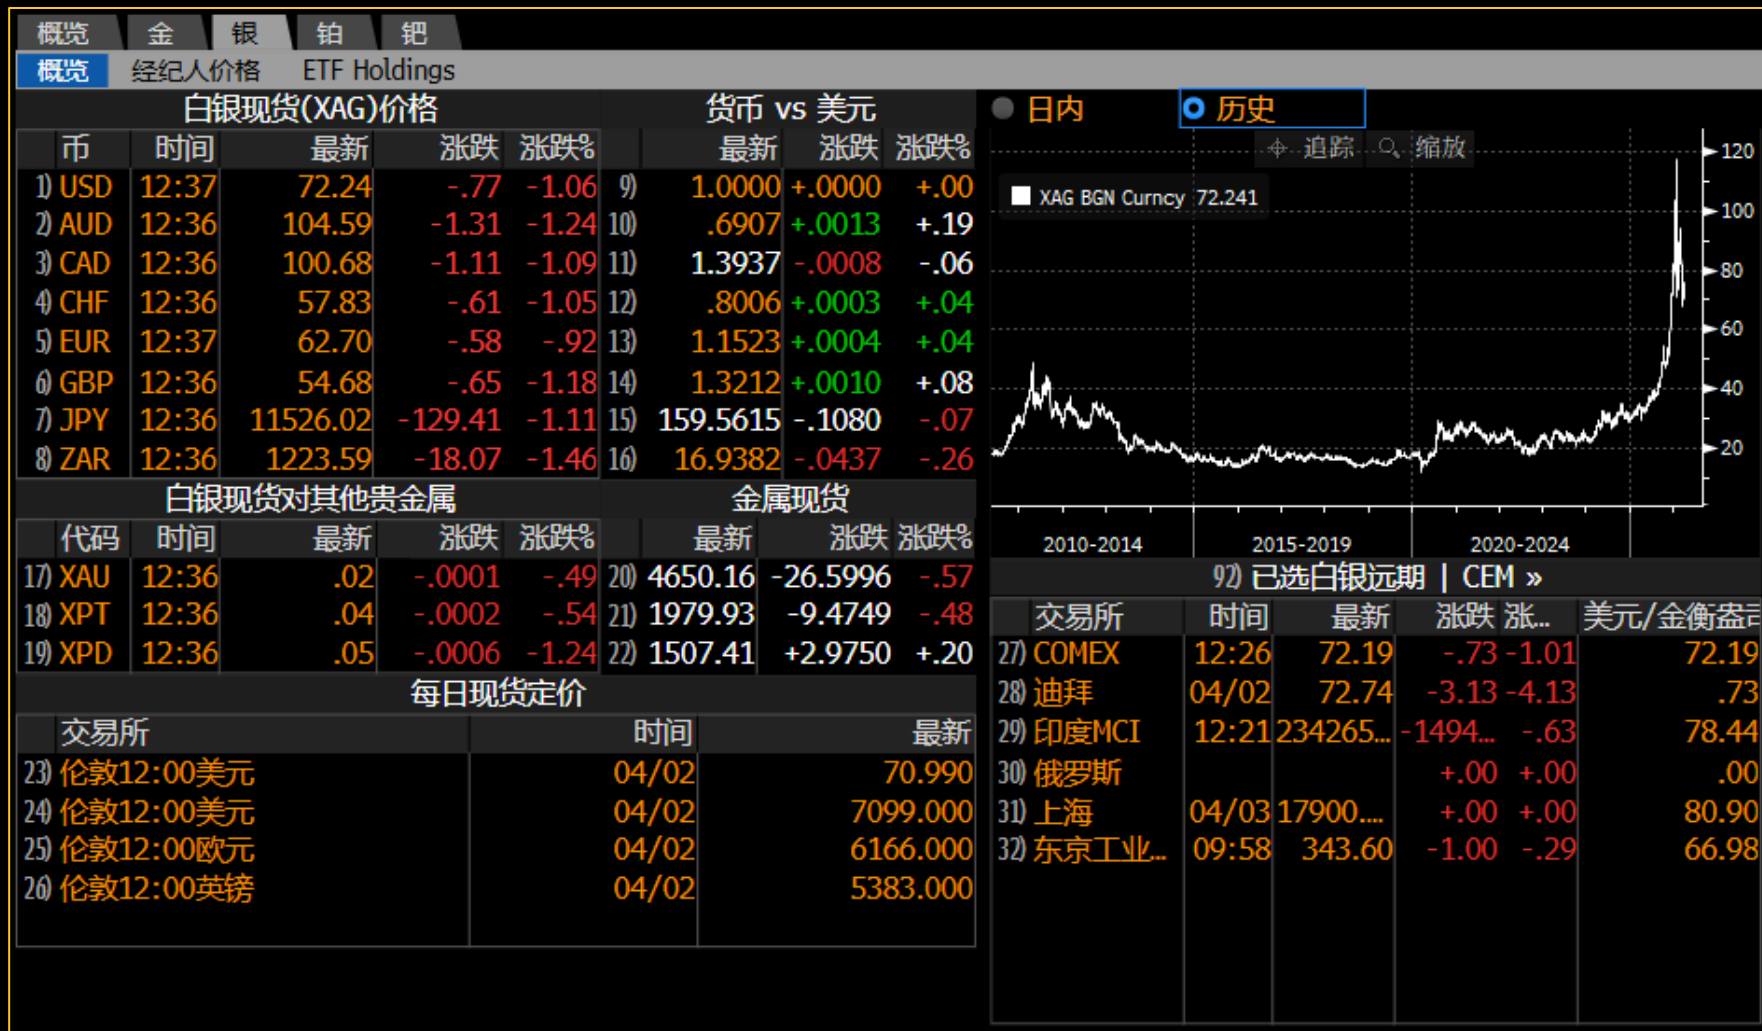 概览 金 银 铂 钯
概览 经纪人价格 ETF Holdings
白银现货(XAG)价格 货币 vs 美元
币 时间 最新 涨跌 涨跌% 最新 涨跌 涨跌%
1) USD 12:37 72.24 -.77 -1.06 9) 1.0000 +.0000 +.00
2) AUD 12:36 104.59 -1.31 -1.24 10) .6907 +.0013 +.19
3) CAD 12:36 100.68 -1.11 -1.09 11) 1.3937 -.0008 -.06
4) CHF 12:36 57.83 -.61 -1.05 12) .8006 +.0003 +.04
5) EUR 12:37 62.70 -.58 -.92 13) 1.1523 +.0004 +.04
6) GBP 12:36 54.68 -.65 -1.18 14) 1.3212 +.0010 +.08
7) JPY 12:36 11526.02 -129.41 -1.11 15) 159.5615 -.1080 -.07
8) ZAR 12:36 1223.59 -18.07 -1.46 16) 16.9382 -.0437 -.26
白银现货对其他贵金属 金属现货
代码 时间 最新 涨跌 涨跌% 最新 涨跌 涨跌%
17) XAU 12:36 .02 -.0001 -.49 20) 4650.16 -26.5996 -.57
18) XPT 12:36 .04 -.0002 -.54 21) 1979.93 -9.4749 -.48
19) XPD 12:36 .05 -.0006 -1.24 22) 1507.41 +2.9750 +.20
每日现货定价
交易所 时间 最新
23) 伦敦12:00美元 04/02 70.990
24) 伦敦12:00美元 04/02 7099.000
25) 伦敦12:00欧元 04/02 6166.000
26) 伦敦12:00英镑 04/02 5383.000
日内 历史
追踪 缩放
XAG BGN Curncy 72.241
120
100
80
60
40
20
2010-2014 2015-2019 2020-2024
92) 已选白银远期 | CEM »
交易所 时间 最新 涨跌 涨... 美元/金衡盎司
27) COMEX 12:26 72.19 -.73 -1.01 72.19
28) 迪拜 04/02 72.74 -3.13 -4.13 .73
29) 印度MCI 12:21 234265... -1494... -.63 78.44
30) 俄罗斯 +.00 +.00 .00
31) 上海 04/03 17900.... +.00 +.00 80.90
32) 东京工业... 09:58 343.60 -1.00 -.29 66.98